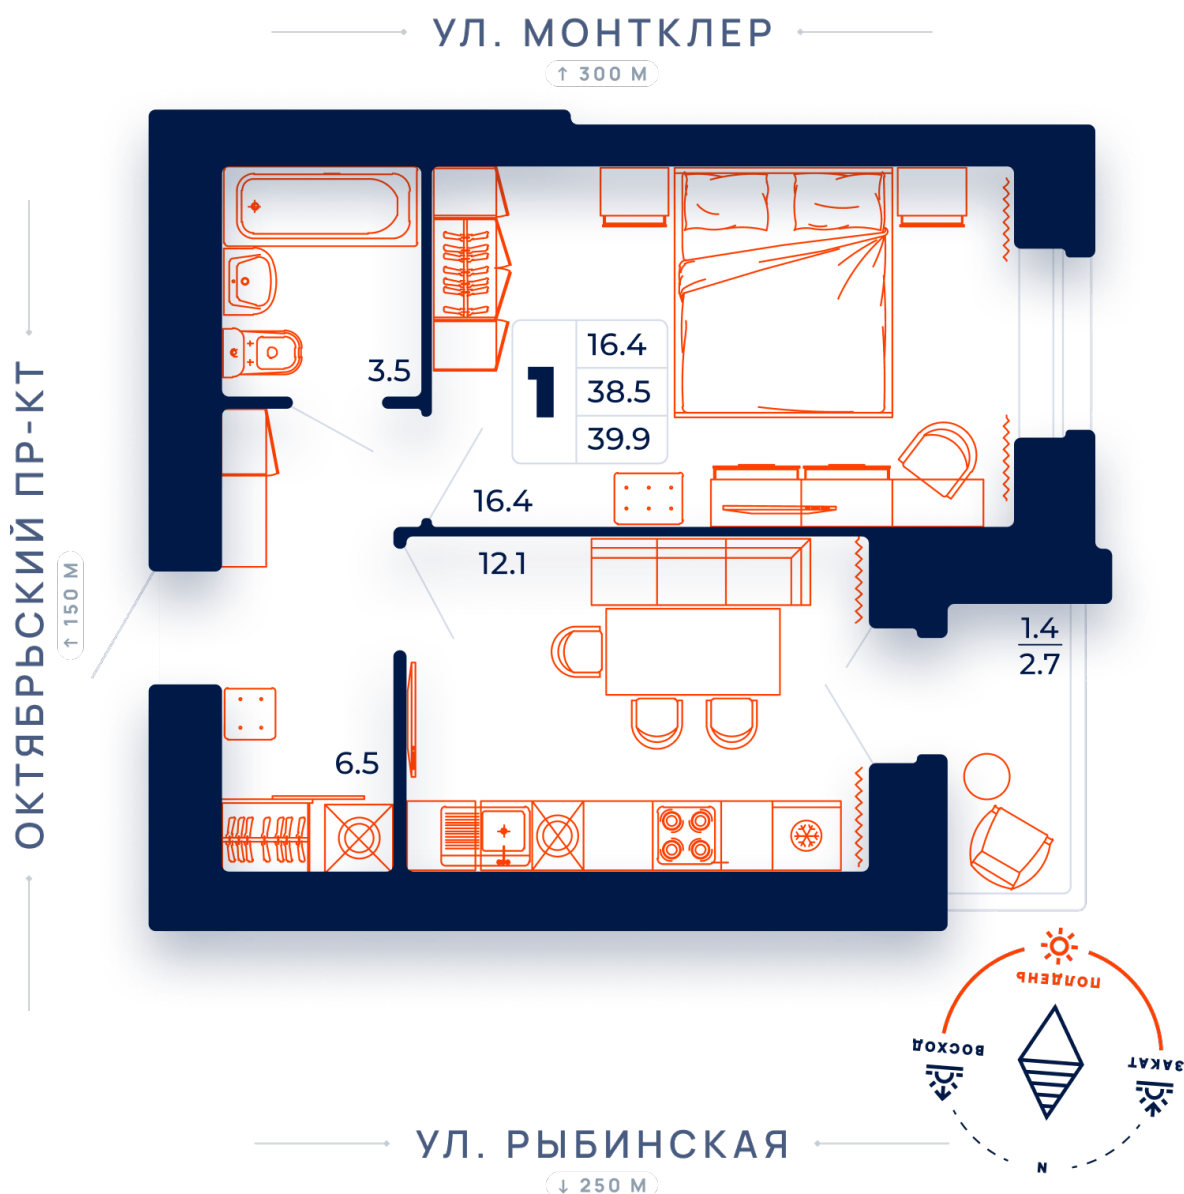 УЛ. МОНТКЛЕР
↑ 300 М
ОКТЯБРЬСКИЙ ПР-КТ
↑ 150 М
3.5
1
16.4
38.5
39.9
16.4
12.1
1.4
2.7
6.5
ПОЛДЕНЬ
ВОСХОД
ЗАКАТ
N
УЛ. РЫБИНСКАЯ
↓ 250 М